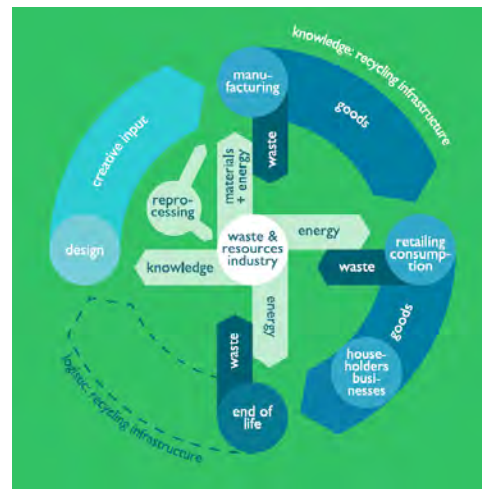 knowledge: recycling infrastructure
manu-
facturing
goods
waste
creative input
materials
+ energy
repro-
cessing
design
waste &
resources
industry
energy
knowledge
retailing
consump-
tion
waste
energy
goods
waste
house-
holders
busi-
nesses
end of
life
logistic: recycling infrastructure